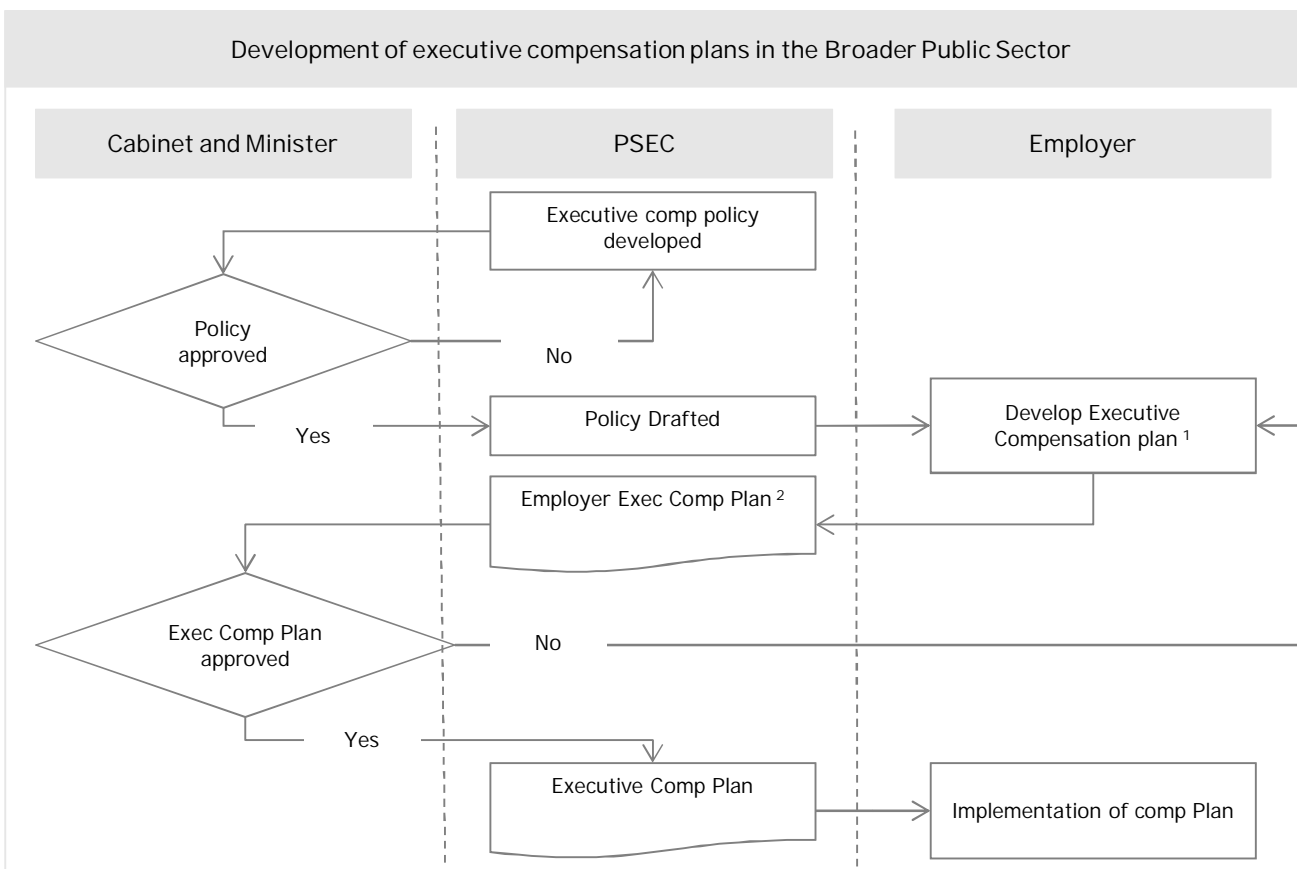 Development of executive compensation plans in the Broader Public Sector
Cabinet and Minister
PSEC
Employer
Executive comp policy
developed
Policy
approved
No
Yes
Policy Drafted
Develop Executive
Compensation plan 1
Employer Exec Comp Plan 2
Exec Comp Plan
approved
No
Yes
Executive Comp Plan
Implementation of comp Plan